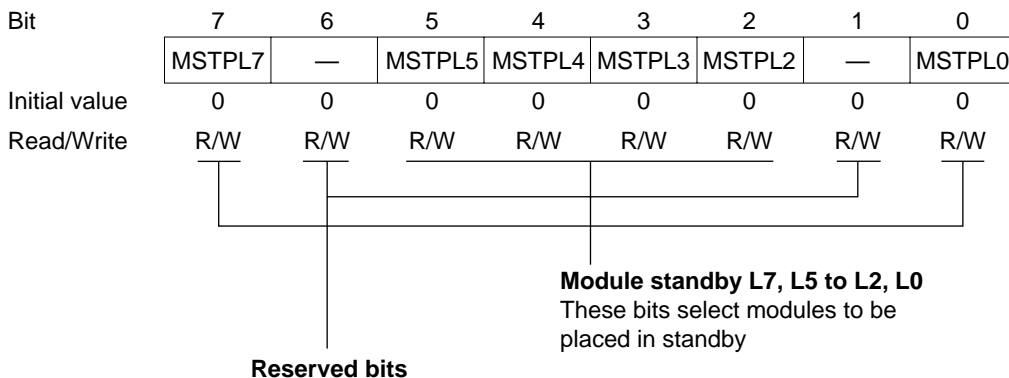 Bit 7 6 5 4 3 2 1 0
MSTPL7 — MSTPL5 MSTPL4 MSTPL3 MSTPL2 — MSTPL0
Initial value 0 0 0 0 0 0 0 0
Read/Write R/W R/W R/W R/W R/W R/W R/W R/W
Module standby L7, L5 to L2, L0
These bits select modules to be
placed in standby
Reserved bits